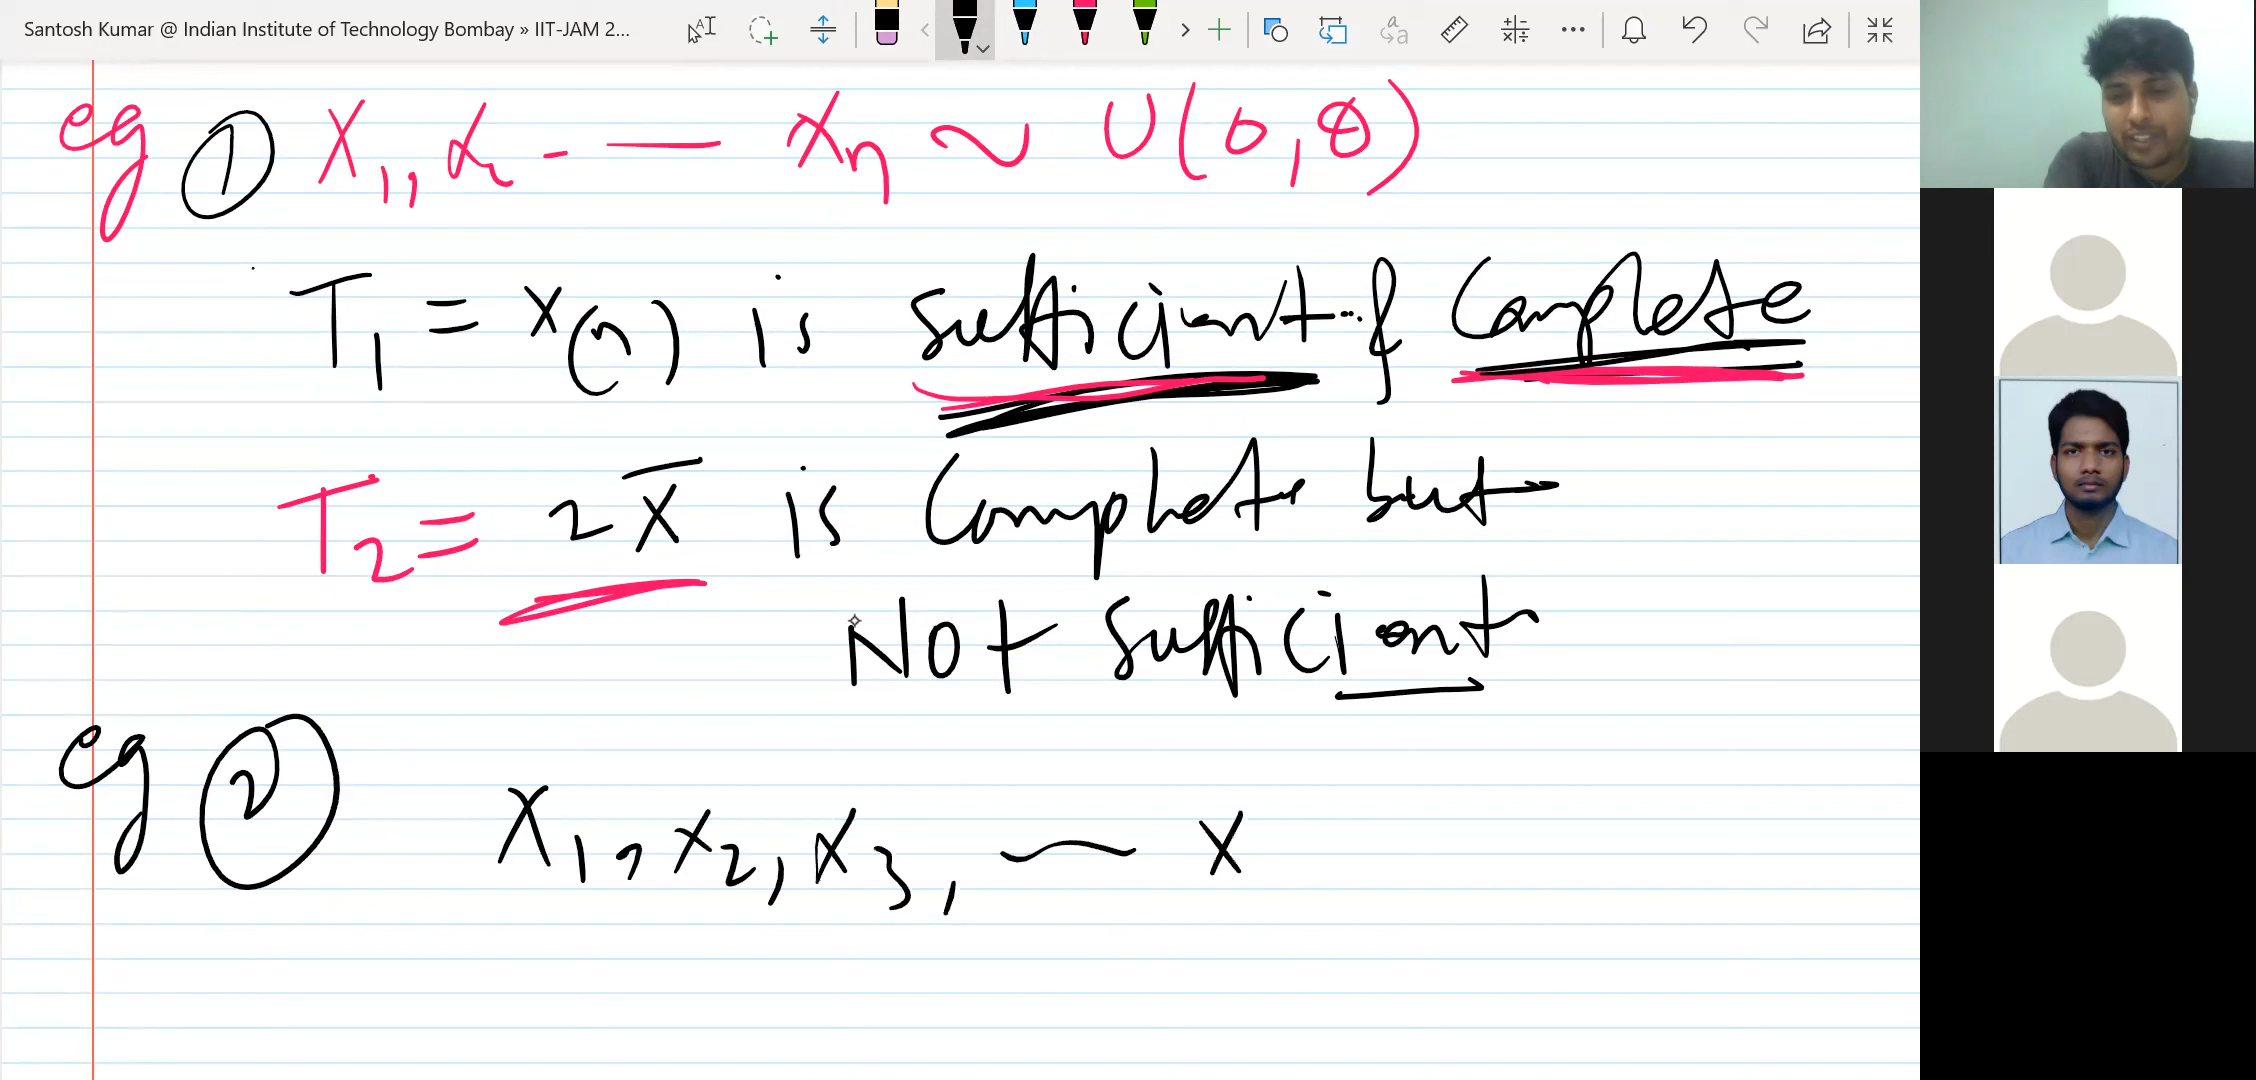 Santosh Kumar @ Indian Institute of Technology Bombay » IIT-JAM 2...
eg ① X₁, X₂ - — Xₙ ~ U(0, θ)
T₁ = X₍ₙ₎ is sufficient & Complete
T₂ = 2X̄ is Complete but
Not sufficient
eg ② X₁, X₂, X₃, — X